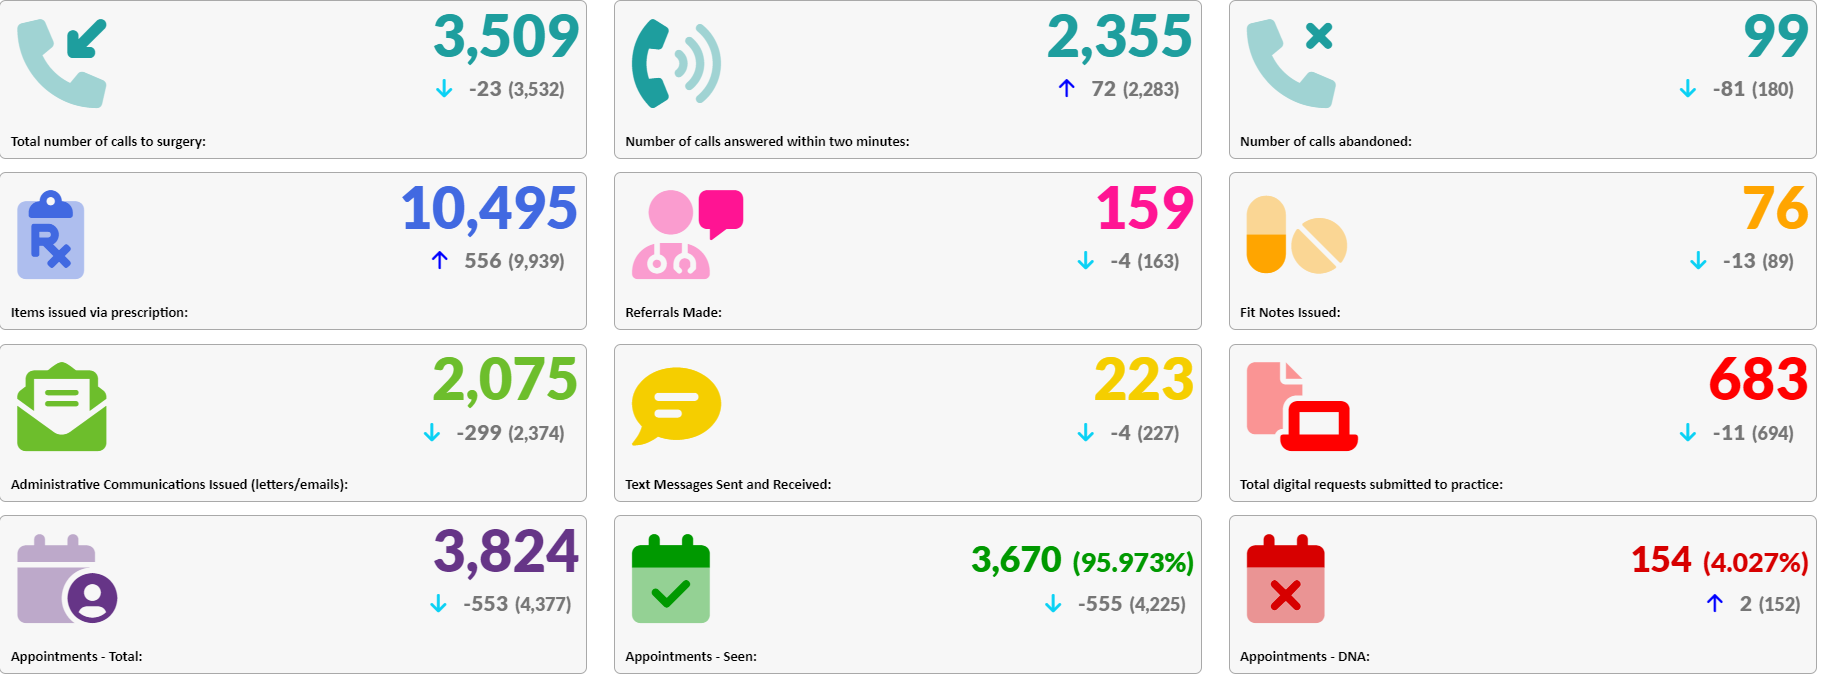 3,509
-23 (3,532)
Total number of calls to surgery:
2,355
72 (2,283)
Number of calls answered within two minutes:
99
-81 (180)
Number of calls abandoned:
Rx
10,495
556 (9,939)
Items issued via prescription:
159
-4 (163)
Referrals Made:
76
-13 (89)
Fit Notes Issued:
2,075
-299 (2,374)
Administrative Communications Issued (letters/emails):
223
-4 (227)
Text Messages Sent and Received:
683
-11 (694)
Total digital requests submitted to practice:
3,824
-553 (4,377)
Appointments - Total:
3,670 (95.973%)
-555 (4,225)
Appointments - Seen:
154 (4.027%)
2 (152)
Appointments - DNA: